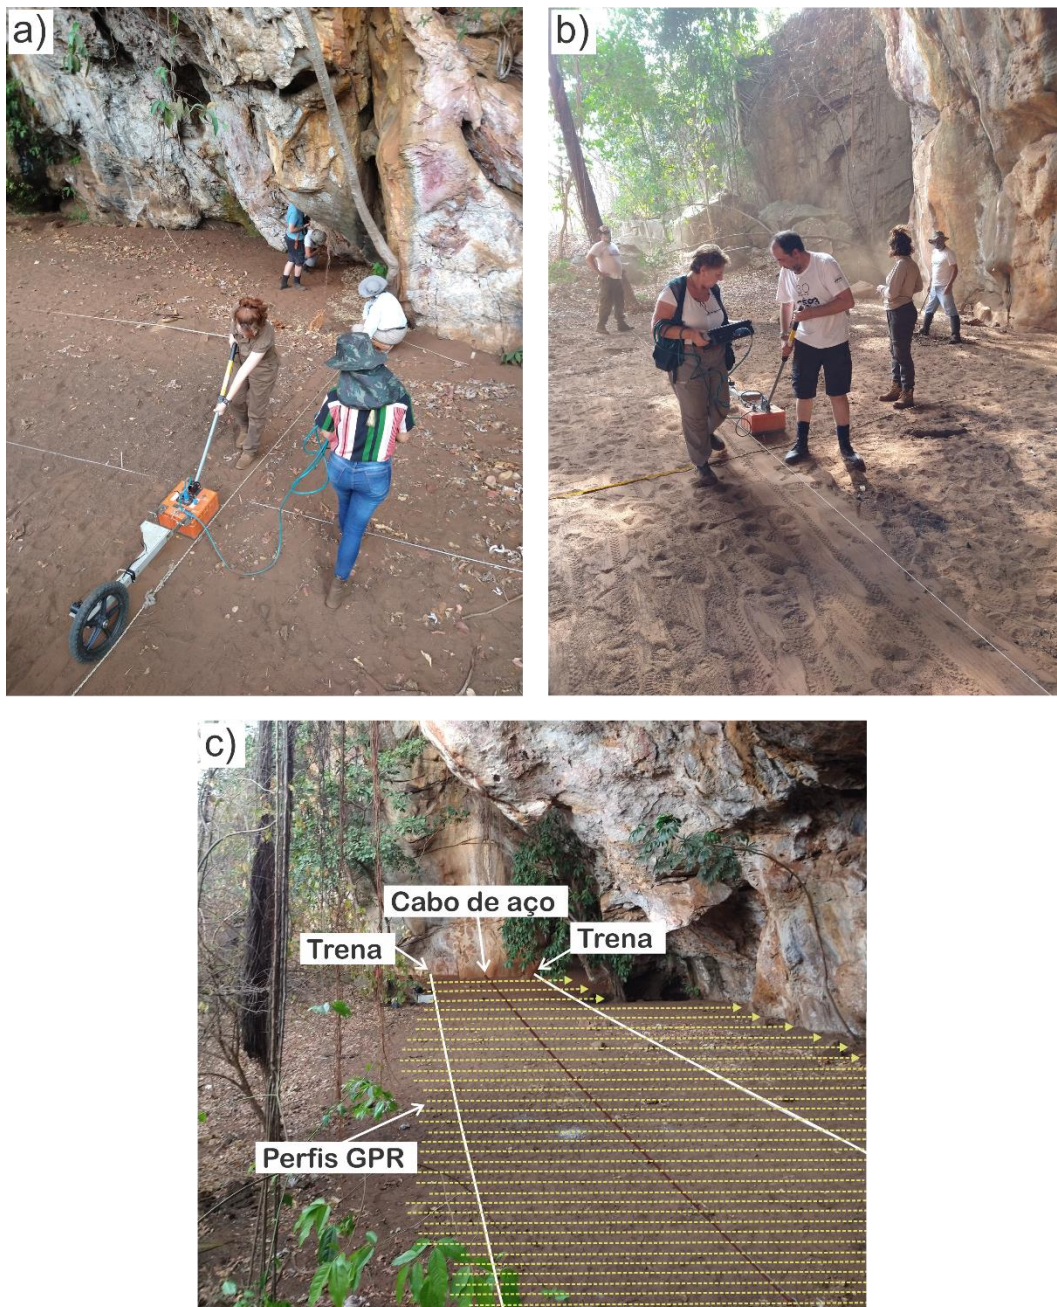 a)
b)
c)
Cabo de aço
Trena
Trena
Perfis GPR